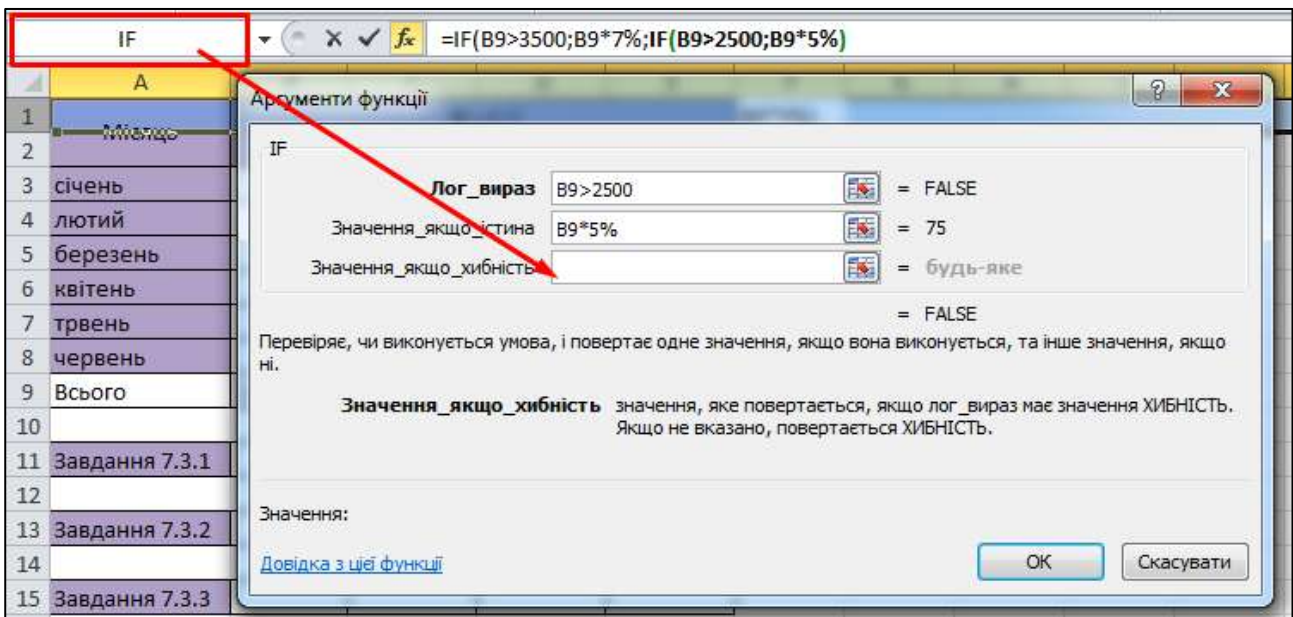 IF
fx
=IF(B9>3500;B9*7%;IF(B9>2500;B9*5%)
A
Аргументи функції
?
X
1
Місяць
2
IF
Лог_вираз B9>2500 = FALSE
3 січень
4 лютий
Значення_якщо_істина B9*5% = 75
5 березень
Значення_якщо_хибність = будь-яке
6 квітень
= FALSE
7 трвень
Перевіряє, чи виконується умова, і повертає одне значення, якщо вона виконується, та інше значення, якщо
8 червень
ні.
9 Всього
Значення_якщо_хибність значення, яке повертається, якщо лог_вираз має значення ХИБНІСТЬ.
10
Якщо не вказано, повертається ХИБНІСТЬ.
11 Завдання 7.3.1
12
Значення:
13 Завдання 7.3.2
14
Довідка з цієї функції
OK
Скасувати
15 Завдання 7.3.3